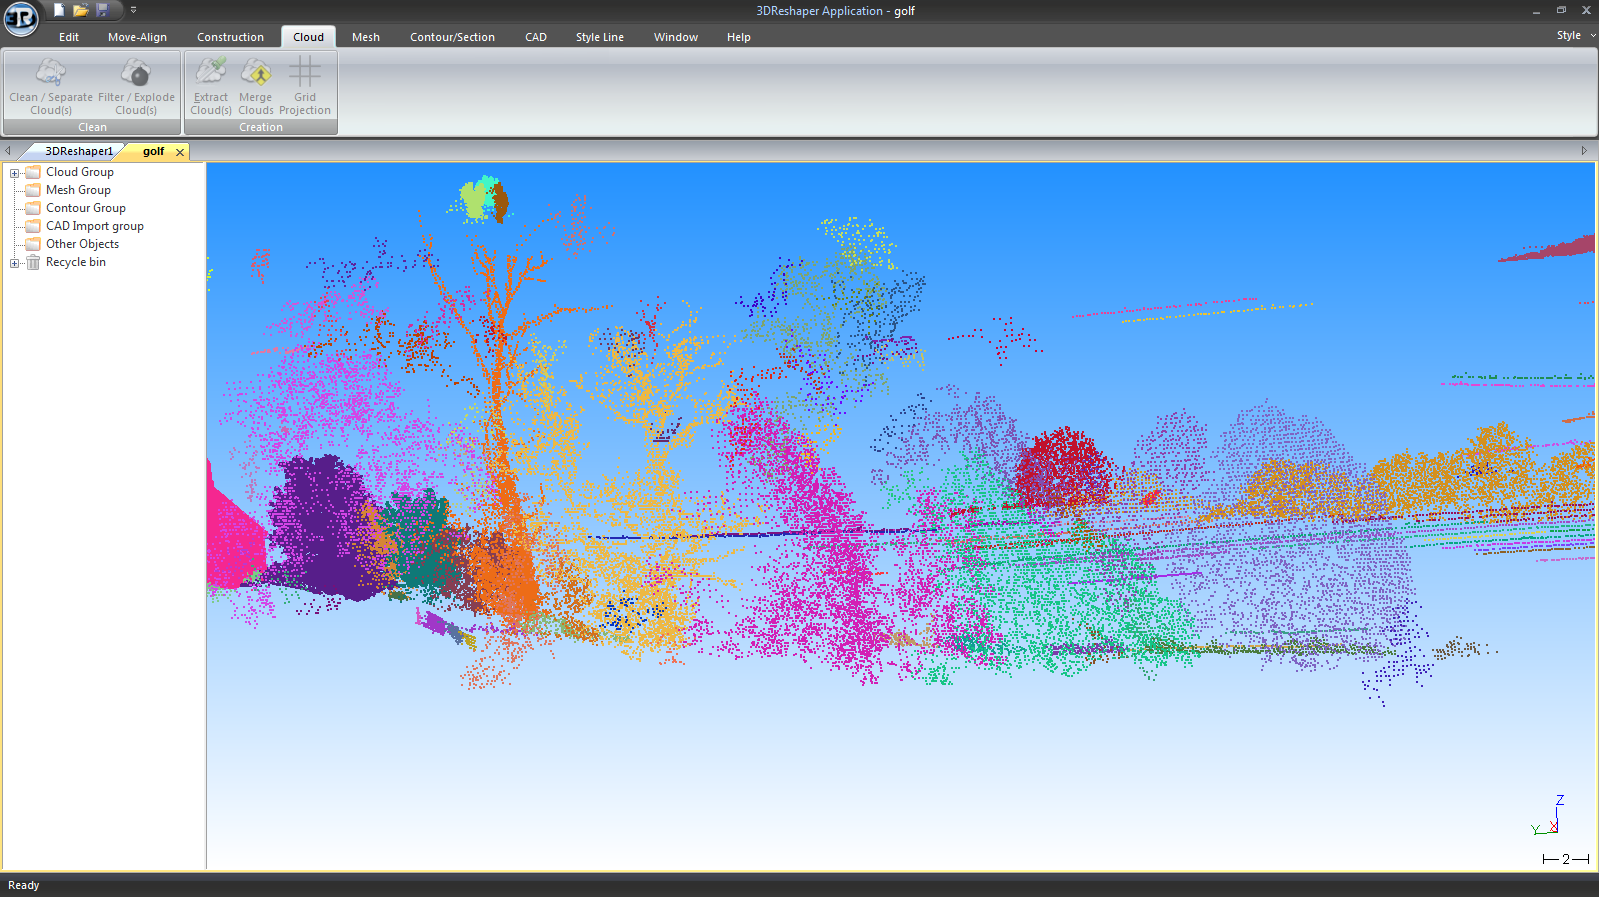 3DReshaper Application - golf
3DR
Edit Move-Align Construction Cloud Mesh Contour/Section CAD Style Line Window Help Style
Clean / Separate Cloud(s)
Filter / Explode Cloud(s)
Extract Cloud(s)
Merge Clouds
Grid Projection
Clean
Creation
3DReshaper1 golf
Cloud Group
Mesh Group
Contour Group
CAD Import group
Other Objects
Recycle bin
Z
Y X
2
Ready